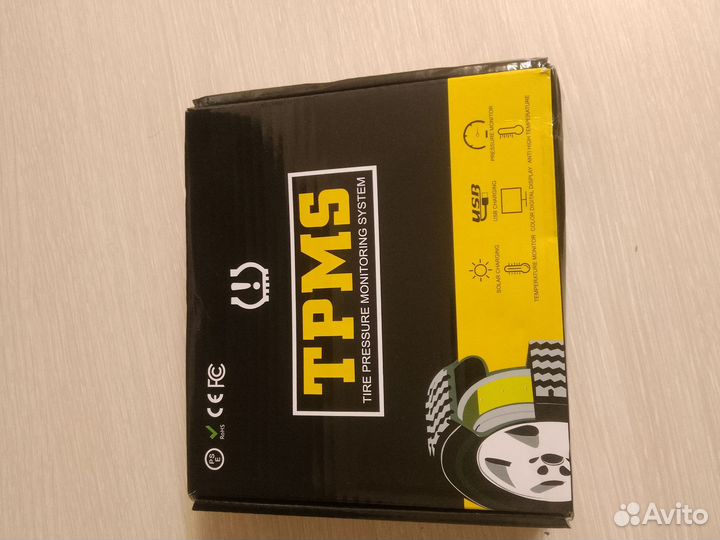 PSE
RoHS
CE FC
TPMS
TIRE PRESSURE MONITORING SYSTEM
SOLAR CHARGING
USB
USB CHARGING
PRESSURE MONITOR
TEMPERATURE MONITOR
COLOR DIGITAL DISPLAY
ANTI HIGH TEMPERATURE
Avito